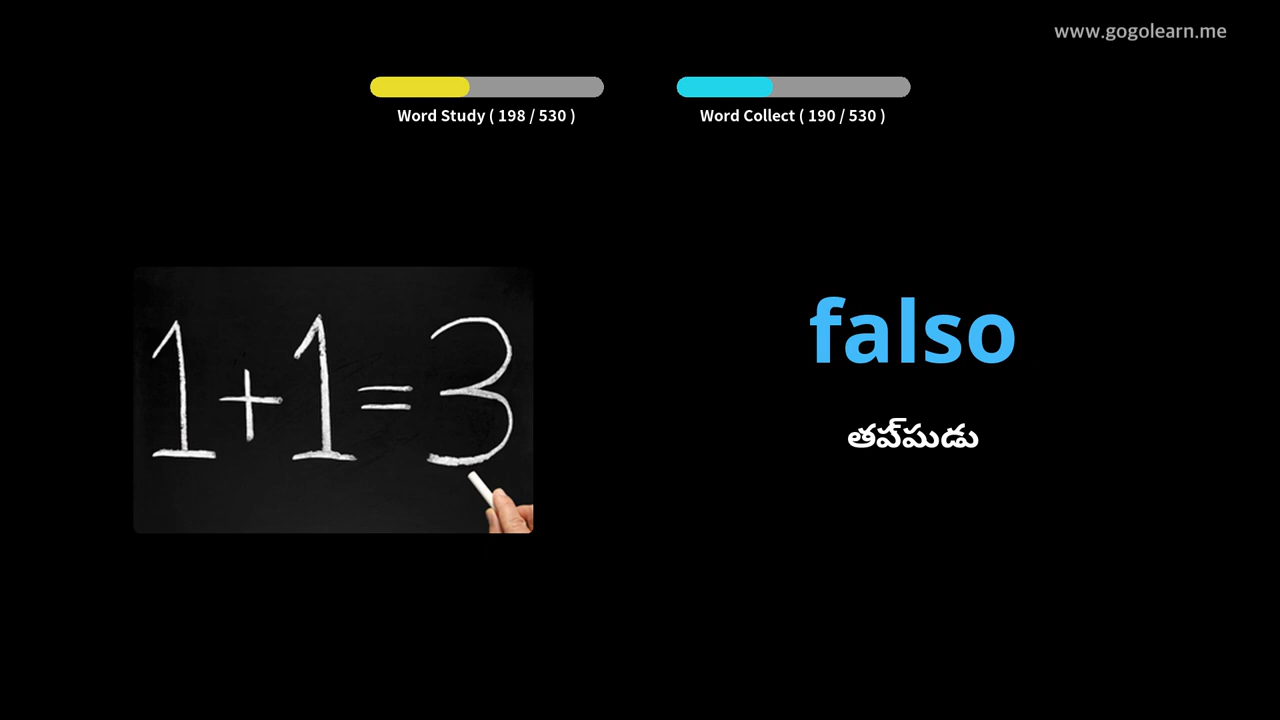 www.gogolearn.me
Word Study ( 198 / 530 )
Word Collect ( 190 / 530 )
1+1=3
falso
తప్పుడు